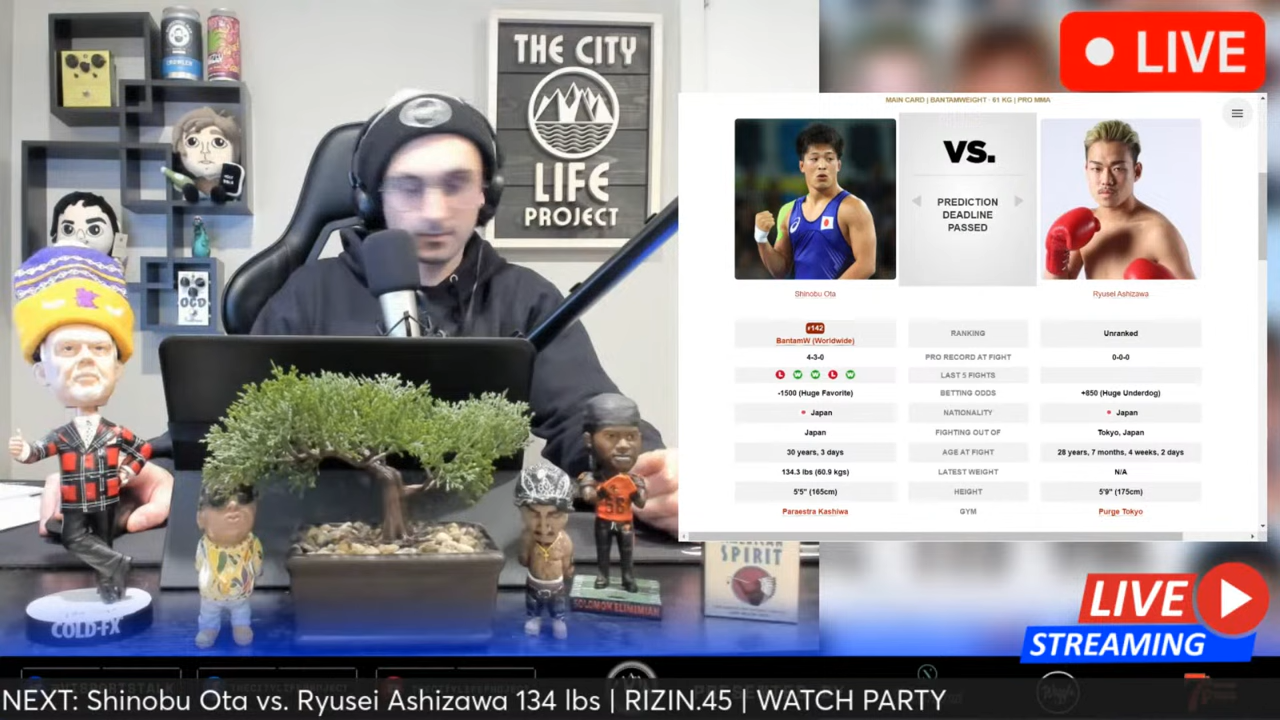 THE CITY
LIFE
PROJECT
OCD
COLD-FX
SOLOMON ELIMIMIAN
SPIRIT
LIVE
MAIN CARD | BANTAMWEIGHT · 61 KG | PRO MMA
VS.
PREDICTION
DEADLINE
PASSED
Shinobu Ota
Ryusei Ashizawa
#142
BantamW (Worldwide)
RANKING
Unranked
4-3-0
PRO RECORD AT FIGHT
0-0-0
L W W L W
LAST 5 FIGHTS
-1500 (Huge Favorite)
BETTING ODDS
+850 (Huge Underdog)
Japan
NATIONALITY
Japan
Japan
FIGHTING OUT OF
Tokyo, Japan
30 years, 3 days
AGE AT FIGHT
28 years, 7 months, 4 weeks, 2 days
134.3 lbs (60.9 kgs)
LATEST WEIGHT
N/A
5'5" (165cm)
HEIGHT
5'9" (175cm)
Paraestra Kashiwa
GYM
Purge Tokyo
LIVE
STREAMING
NEXT: Shinobu Ota vs. Ryusei Ashizawa 134 lbs | RIZIN.45 | WATCH PARTY